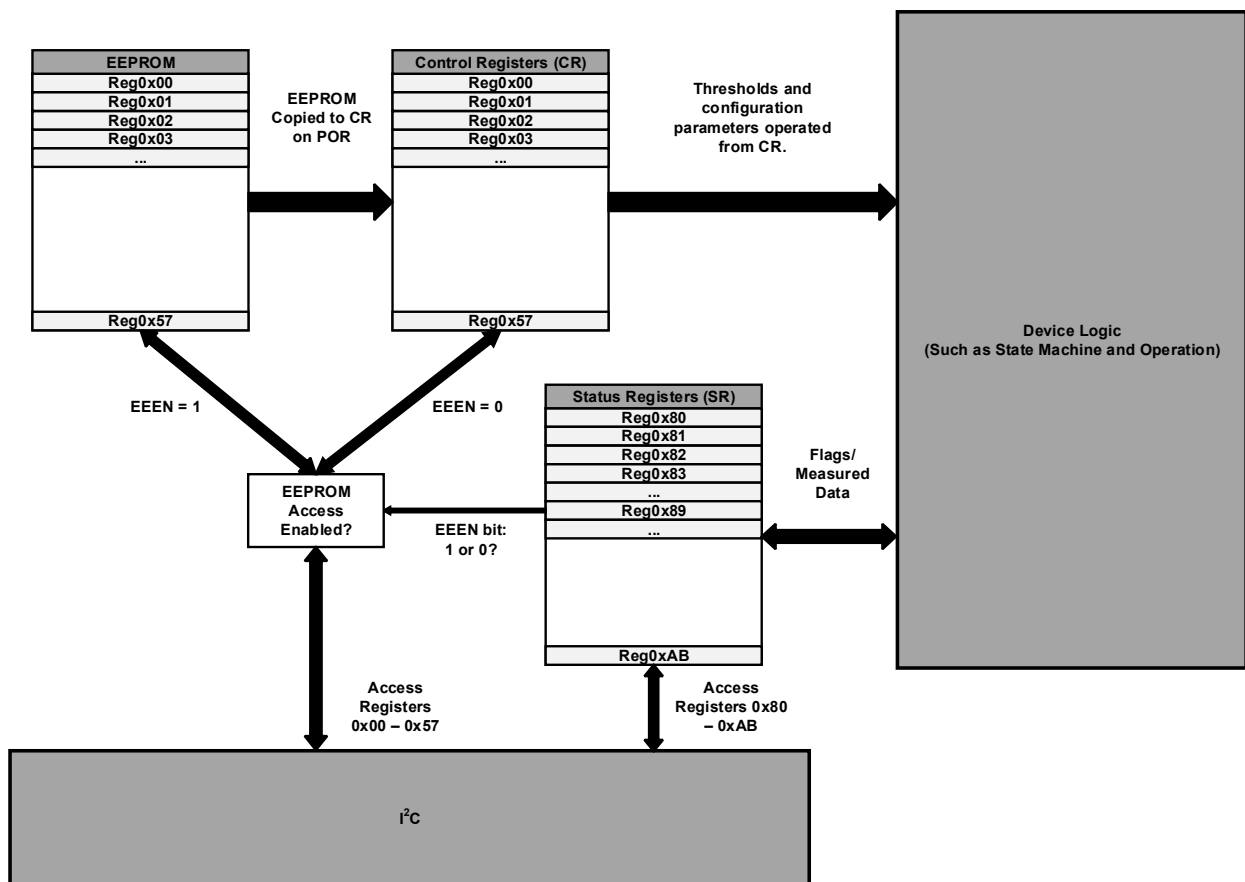 EEPROM
Reg0x00
Reg0x01
Reg0x02
Reg0x03
...
Reg0x57
EEPROM
Copied to CR
on POR
Control Registers (CR)
Reg0x00
Reg0x01
Reg0x02
Reg0x03
...
Reg0x57
Thresholds and
configuration
parameters operated
from CR.
Device Logic
(Such as State Machine and Operation)
EEEN = 1
EEEN = 0
EEPROM
Access
Enabled?
EEEN bit:
1 or 0?
Status Registers (SR)
Reg0x80
Reg0x81
Reg0x82
Reg0x83
...
Reg0x89
...
Reg0xAB
Flags/
Measured
Data
Access
Registers
0x00 – 0x57
Access
Registers 0x80
– 0xAB
I²C